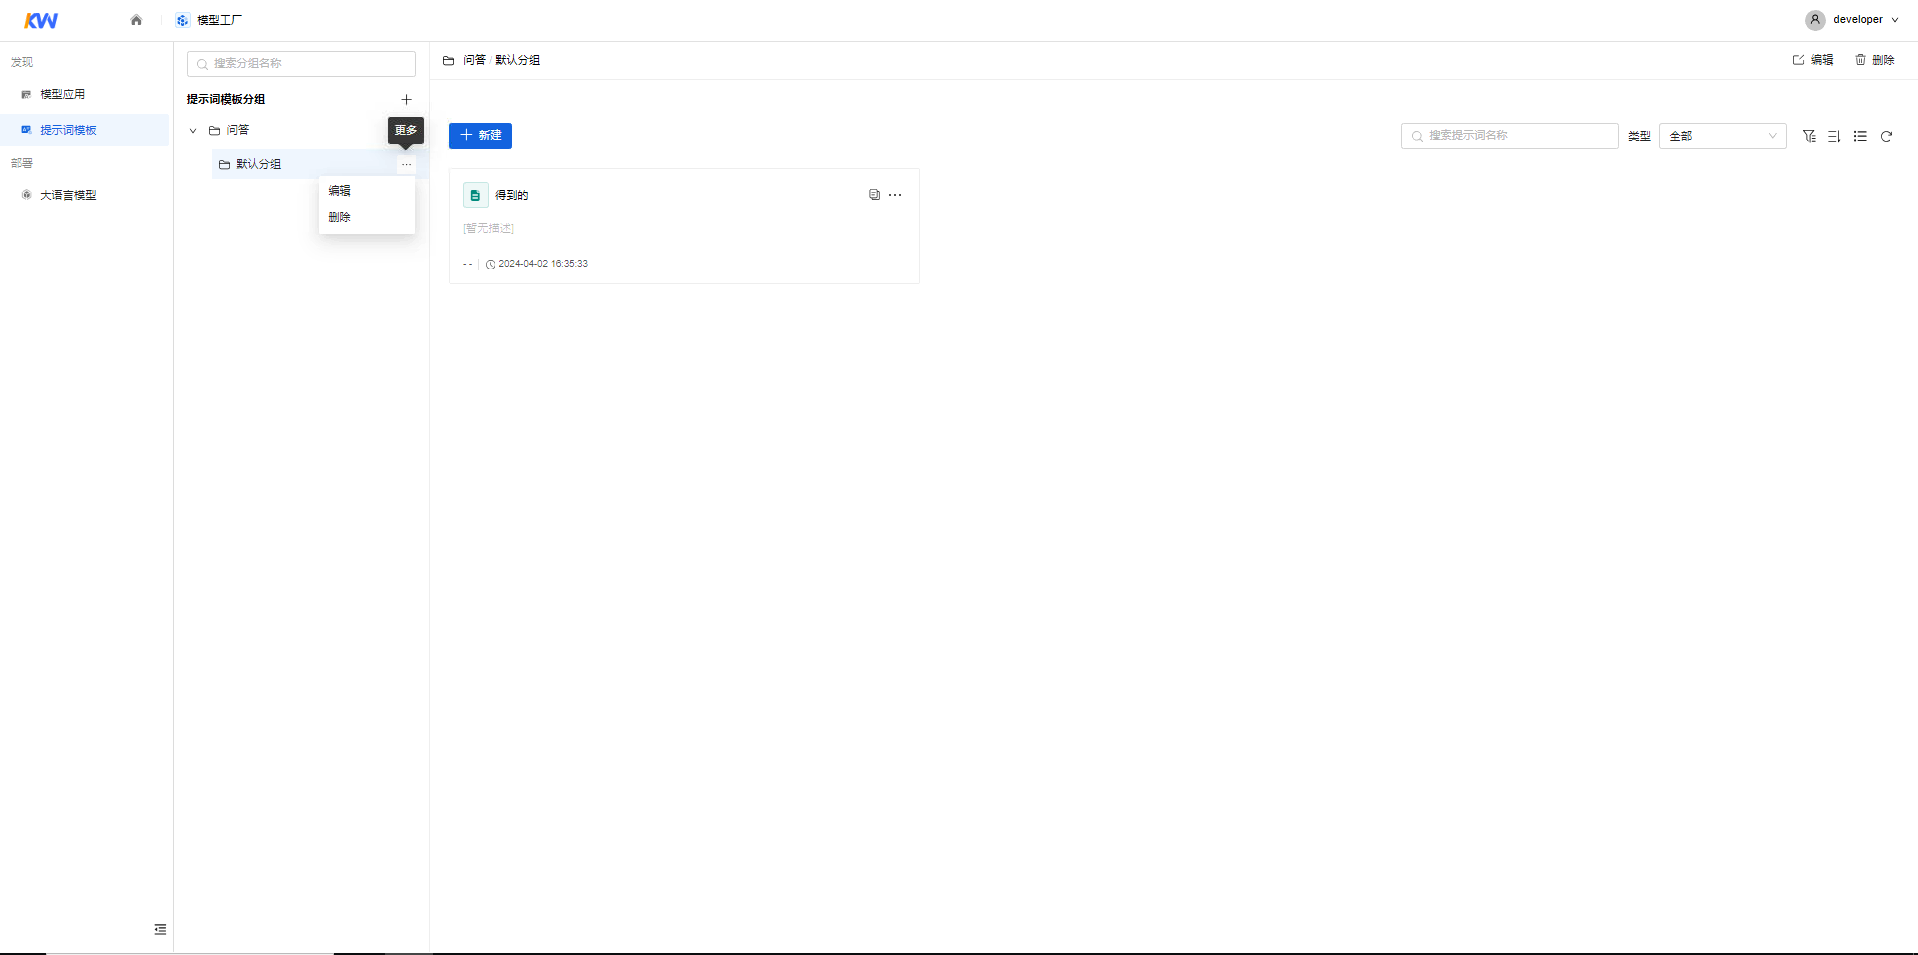 KW
模型工厂
developer
发现
模型应用
提示词模板
部署
大语言模型
搜索分组名称
提示词模板分组
问答
更多
默认分组
...
编辑
删除
问答 / 默认分组
编辑
删除
新建
搜索提示词名称
类型
全部
得到的
[暂无描述]
- -
2024-04-02 16:35:33